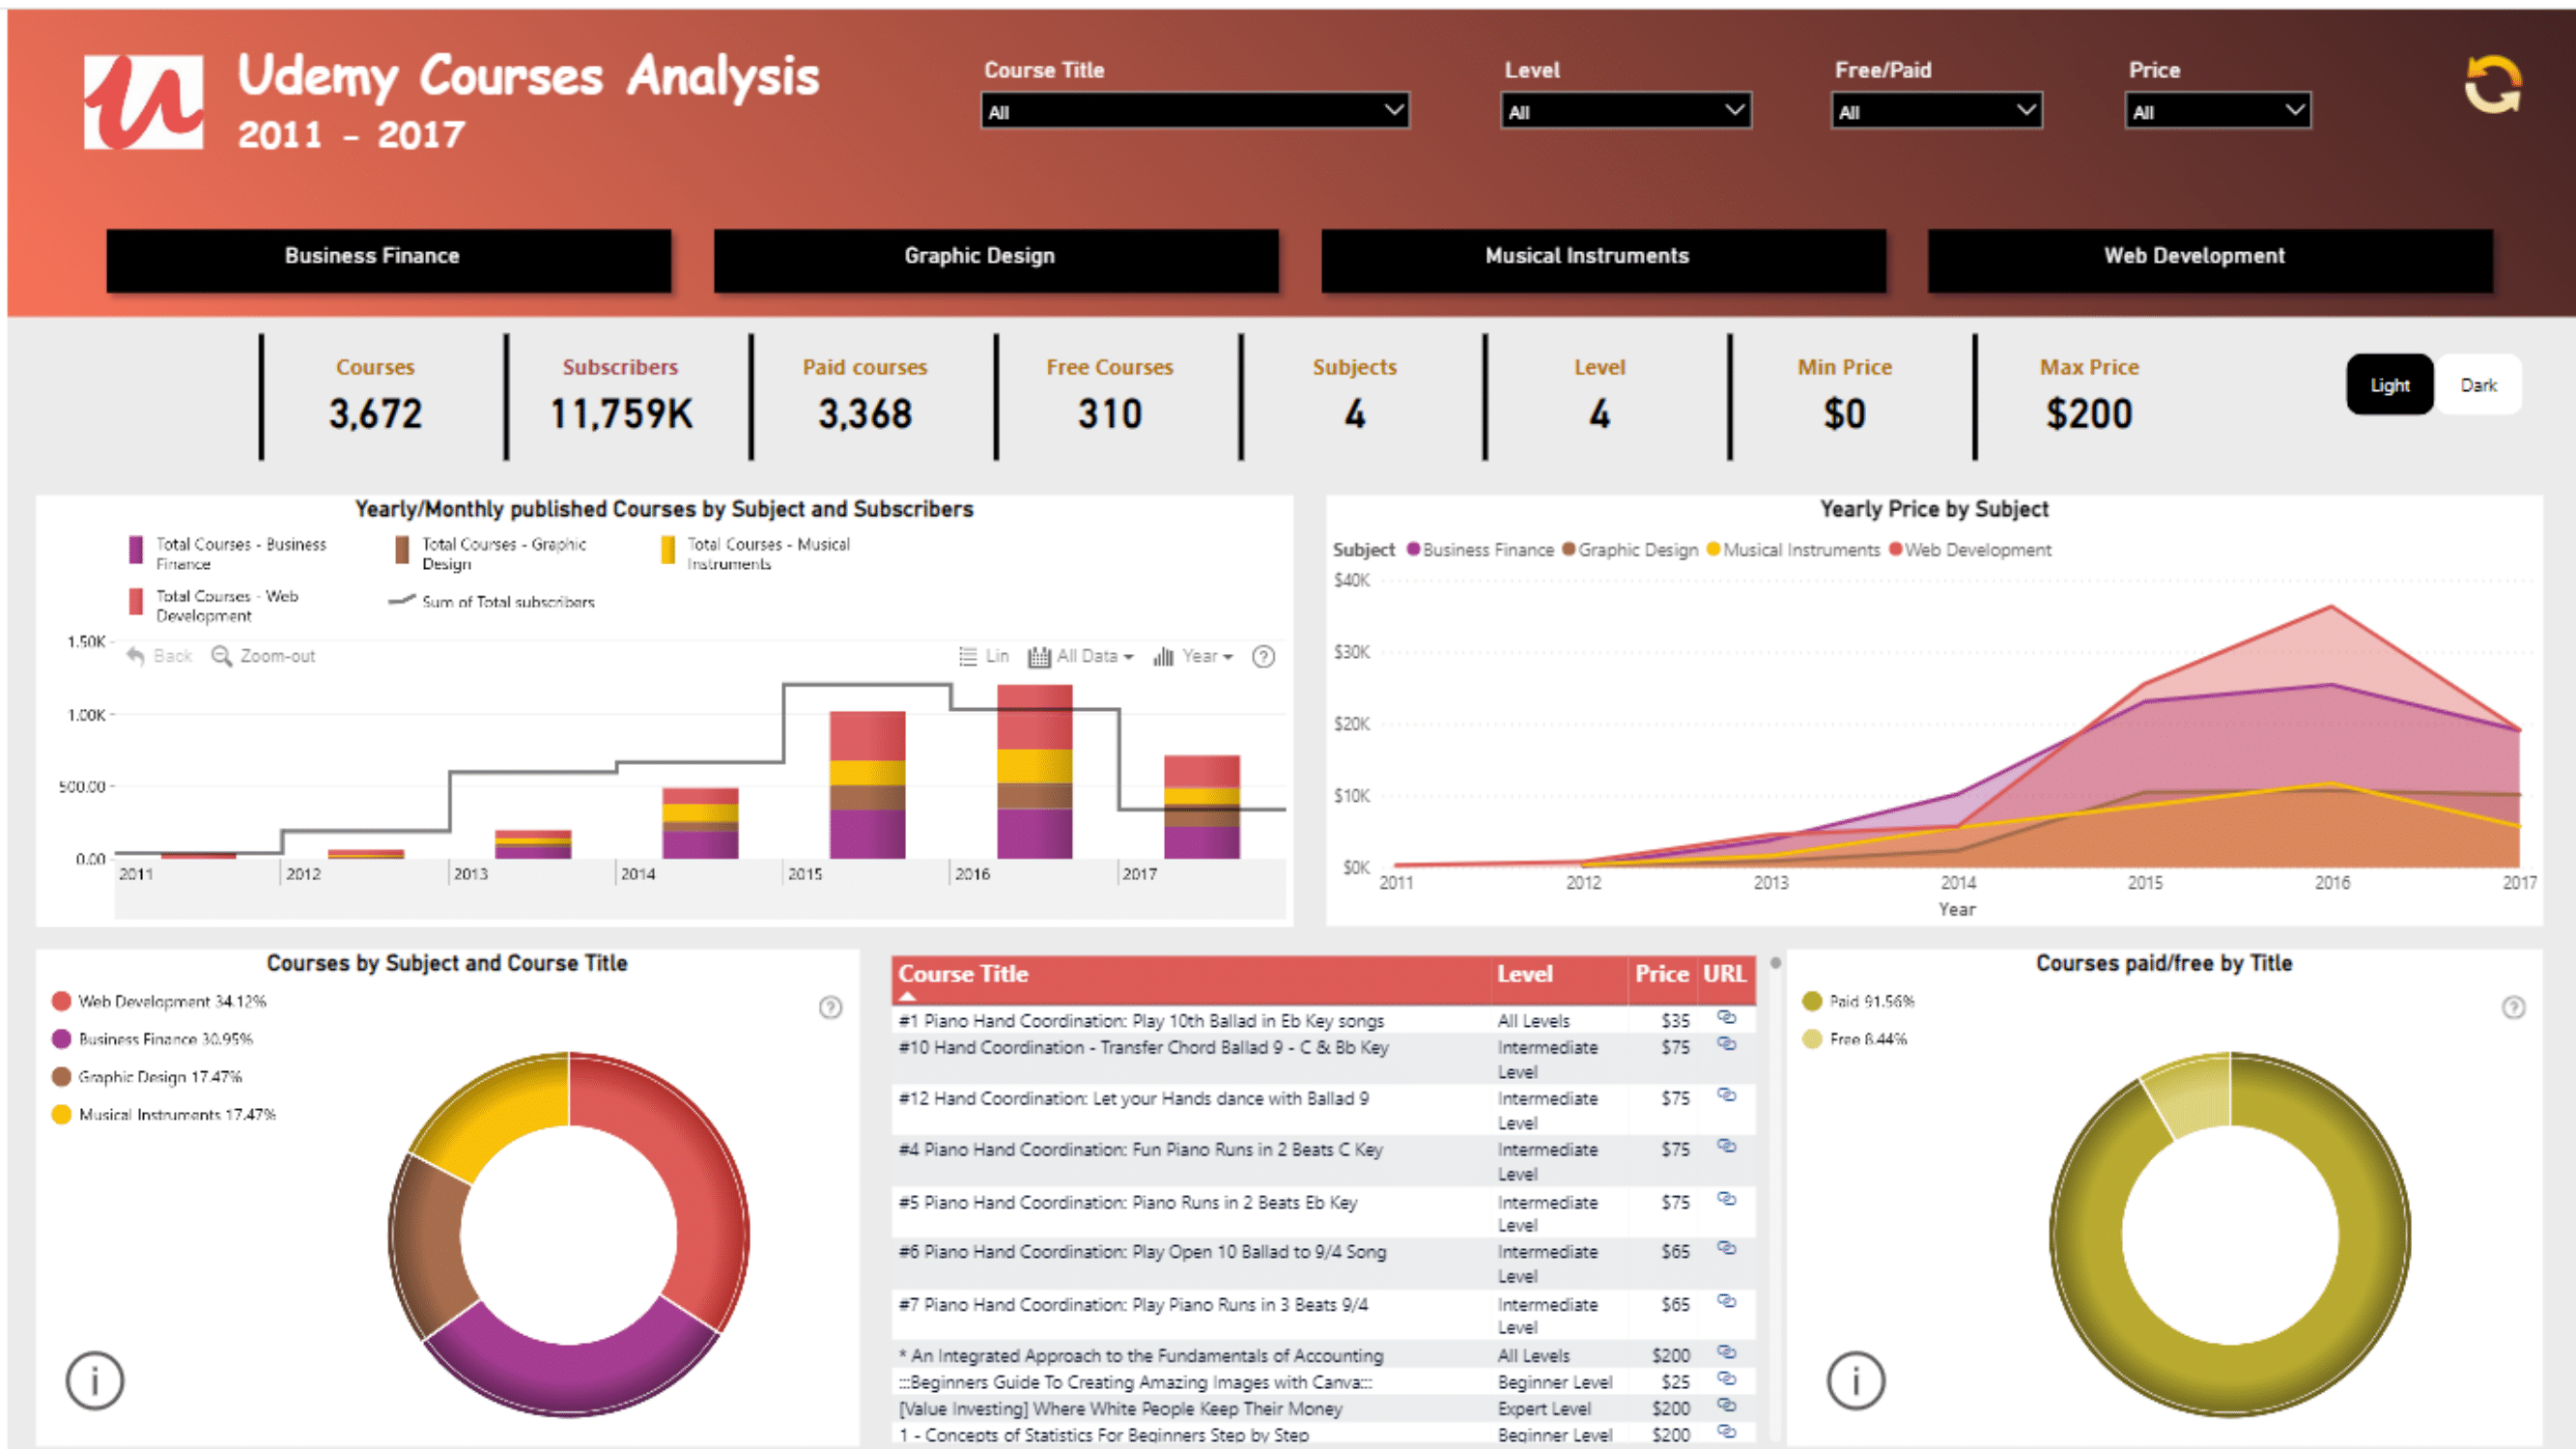 Udemy Courses Analysis
2011 - 2017
Course Title
All
Level
All
Free/Paid
All
Price
All
Business Finance
Graphic Design
Musical Instruments
Web Development
Courses
3,672
Subscribers
11,759K
Paid courses
3,368
Free Courses
310
Subjects
4
Level
4
Min Price
$0
Max Price
$200
Light
Dark
Yearly/Monthly published Courses by Subject and Subscribers
Total Courses - Business
Finance
Total Courses - Graphic
Design
Total Courses - Musical
Instruments
Total Courses - Web
Development
Sum of Total subscribers
Back
Zoom-out
Lin
All Data
Year
?
1.50K
1.00K
500.00
0.00
2011
2012
2013
2014
2015
2016
2017
Yearly Price by Subject
Subject Business Finance Graphic Design Musical Instruments Web Development
$40K
$30K
$20K
$10K
$0K
2011
2012
2013
2014
2015
2016
2017
Year
Courses by Subject and Course Title
Web Development 34.12%
Business Finance 30.95%
Graphic Design 17.47%
Musical Instruments 17.47%
?
i
Course Title Level Price URL
#1 Piano Hand Coordination: Play 10th Ballad in Eb Key songs All Levels $35
#10 Hand Coordination - Transfer Chord Ballad 9 - C & Bb Key Intermediate $75
Level
#12 Hand Coordination: Let your Hands dance with Ballad 9 Intermediate $75
Level
#4 Piano Hand Coordination: Fun Piano Runs in 2 Beats C Key Intermediate $75
Level
#5 Piano Hand Coordination: Piano Runs in 2 Beats Eb Key Intermediate $75
Level
#6 Piano Hand Coordination: Play Open 10 Ballad to 9/4 Song Intermediate $65
Level
#7 Piano Hand Coordination: Play Piano Runs in 3 Beats 9/4 Intermediate $65
Level
* An Integrated Approach to the Fundamentals of Accounting All Levels $200
:::Beginners Guide To Creating Amazing Images with Canva::: Beginner Level $25
[Value Investing] Where White People Keep Their Money Expert Level $200
1 - Concepts of Statistics For Beginners Step by Step Beginner Level $200
Courses paid/free by Title
Paid 91.56%
Free 8.44%
?
i